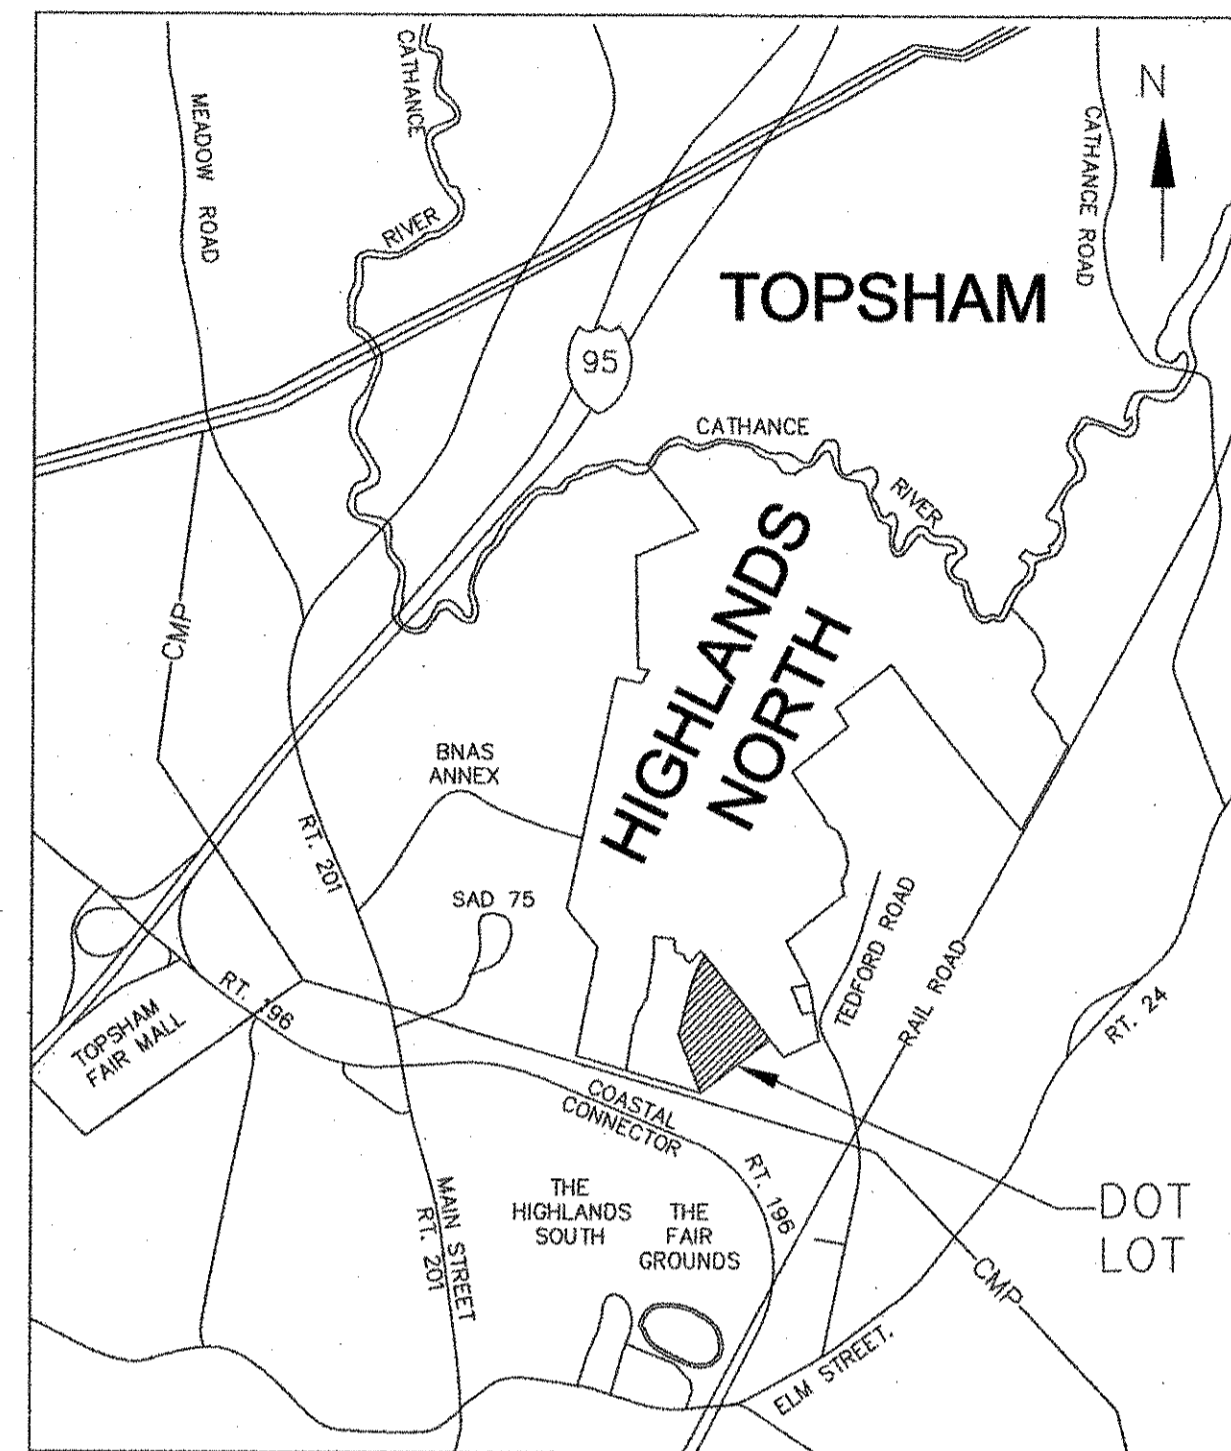 CATHANCE
RIVER
MEADOW ROAD
N
CATHANCE ROAD
TOPSHAM
95
CATHANCE
RIVER
HIGHLANDS
NORTH
CMP
BNAS
ANNEX
RT. 201
SAD 75
TEDFORD ROAD
RAIL ROAD
RT. 24
RT. 196
TOPSHAM
FAIR MALL
COASTAL
CONNECTOR
RT. 196
MAIN STREET
RT. 201
THE
HIGHLANDS
SOUTH
THE
FAIR
GROUNDS
DOT
LOT
CMP
ELM STREET.